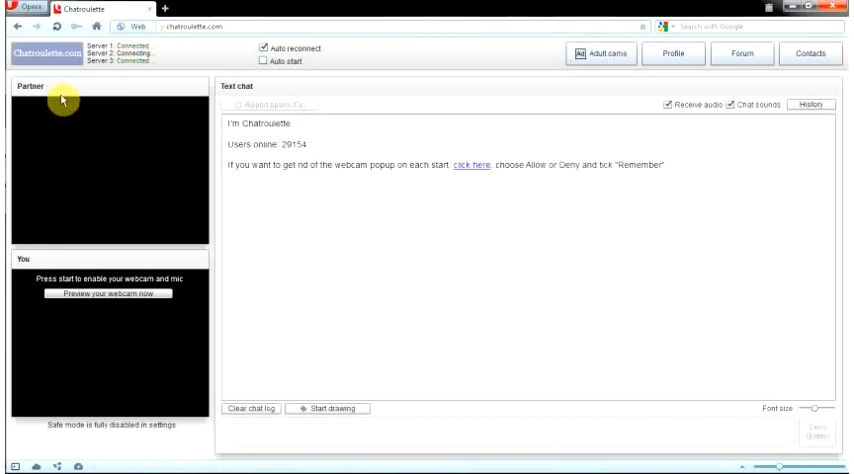 Opera
Chatroulette
Web
chatroulette.com
Search with Google
Chatroulette.com
Server 1: Connected
Server 2: Connecting...
Server 3: Connected
Auto reconnect
Auto start
Ad Adult cams
Profile
Forum
Contacts
Partner
Text chat
Report spam (F4)
Receive audio
Chat sounds
History
I'm Chatroulette
Users online: 29154
If you want to get rid of the webcam popup on each start: click here, choose Allow or Deny and tick "Remember"
You
Press start to enable your webcam and mic
Preview your webcam now
Clear chat log
Start drawing
Font size
Safe mode is fully disabled in settings
Send
(Enter)